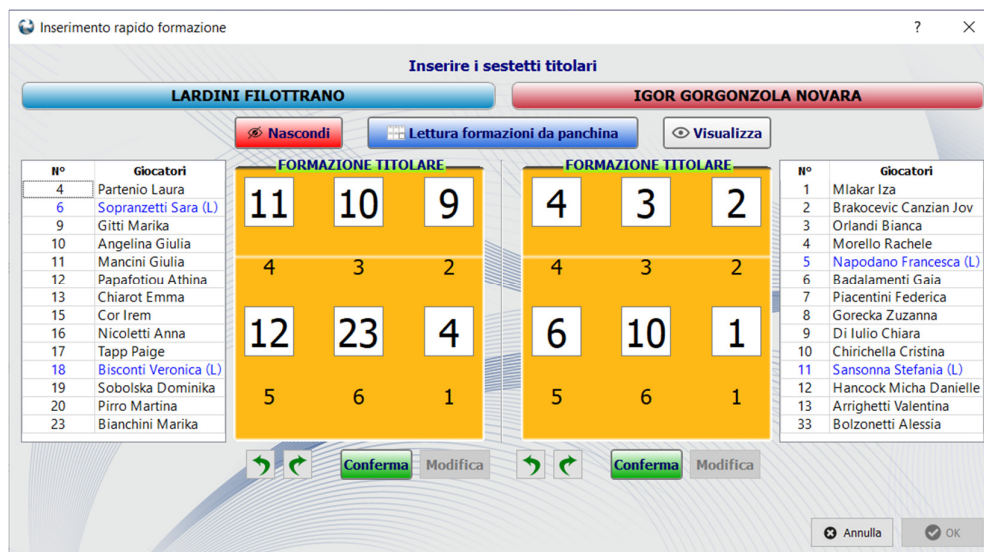 Inserimento rapido formazione ? ×
Inserire i sestetti titolari
LARDINI FILOTTRANO IGOR GORGONZOLA NOVARA
Nascondi Lettura formazioni da panchina Visualizza
N° Giocatori
4 Partenio Laura
6 Sopranzetti Sara (L)
9 Gitti Marika
10 Angelina Giulia
11 Mancini Giulia
12 Papafotiou Athina
13 Chiarot Emma
15 Cor Irem
16 Nicoletti Anna
17 Tapp Paige
18 Bisconti Veronica (L)
19 Sobolska Dominika
20 Pirro Martina
23 Bianchini Marika
FORMAZIONE TITOLARE
11 10 9
4 3 2
12 23 4
5 6 1
Conferma Modifica
FORMAZIONE TITOLARE
4 3 2
4 3 2
6 10 1
5 6 1
Conferma Modifica
N° Giocatori
1 Mlakar Iza
2 Brakocevic Canzian Jov
3 Orlandi Bianca
4 Morello Rachele
5 Napodano Francesca (L)
6 Badalamenti Gaia
7 Piacentini Federica
8 Gorecka Zuzanna
9 Di Iulio Chiara
10 Chirichella Cristina
11 Sansonna Stefania (L)
12 Hancock Micha Danielle
13 Arrighetti Valentina
33 Bolzonetti Alessia
Annulla OK